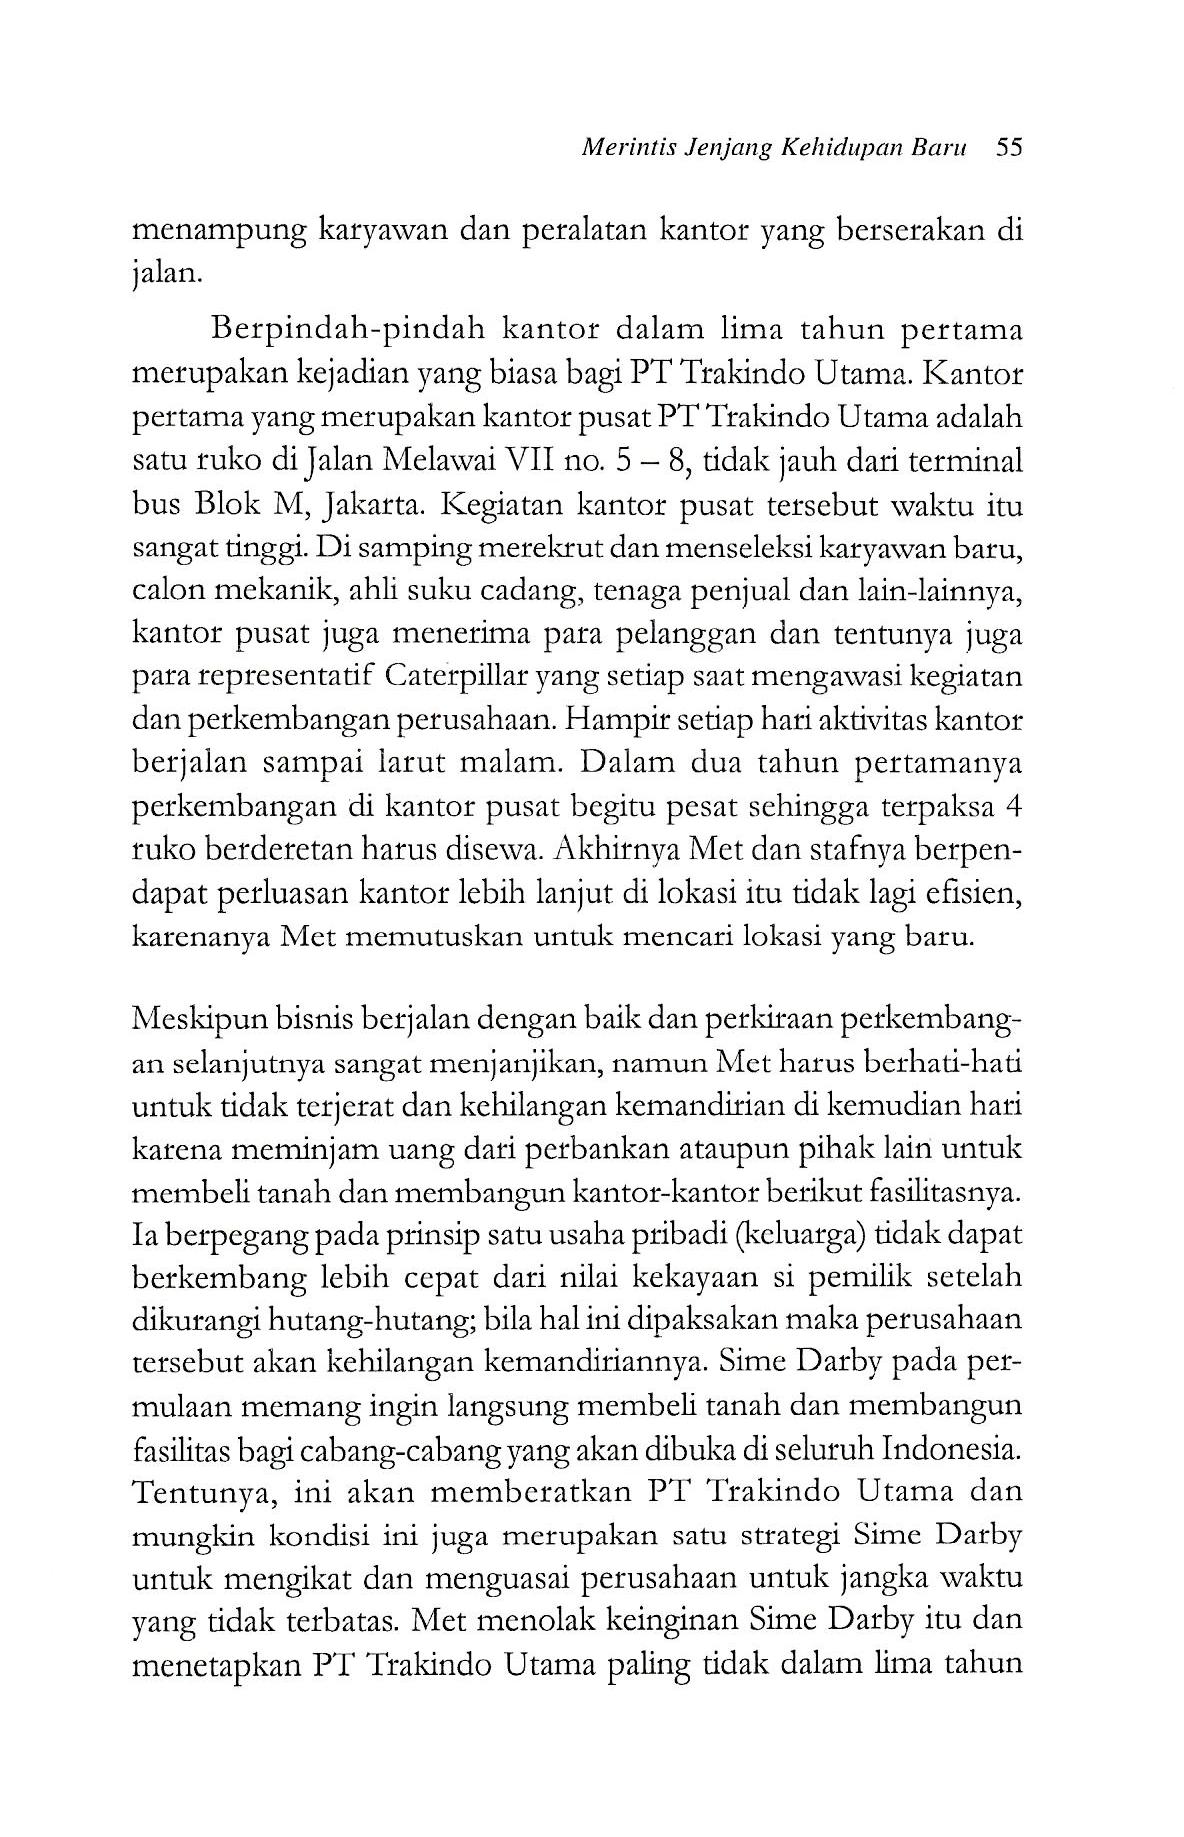 Merintis Jenjang Kehidupan Baru 55
menampung karyawan dan peralatan kantor yang berserakan di
jalan.
Berpindah-pindah kantor dalam lima tahun pertama
merupakan kejadian yang biasa bagi PT Trakindo Utama. Kantor
pertama yang merupakan kantor pusat PT Trakindo Utama adalah
satu ruko di Jalan Melawai VII no. 5 – 8, tidak jauh dari terminal
bus Blok M, Jakarta. Kegiatan kantor pusat tersebut waktu itu
sangat tinggi. Di samping merekrut dan menseleksi karyawan baru,
calon mekanik, ahli suku cadang, tenaga penjual dan lain-lainnya,
kantor pusat juga menerima para pelanggan dan tentunya juga
para representatif Caterpillar yang setiap saat mengawasi kegiatan
dan perkembangan perusahaan. Hampir setiap hari aktivitas kantor
berjalan sampai larut malam. Dalam dua tahun pertamanya
perkembangan di kantor pusat begitu pesat sehingga terpaksa 4
ruko berderetan harus disewa. Akhirnya Met dan stafnya berpen-
dapat perluasan kantor lebih lanjut di lokasi itu tidak lagi efisien,
karenanya Met memutuskan untuk mencari lokasi yang baru.
Meskipun bisnis berjalan dengan baik dan perkiraan perkembang-
an selanjutnya sangat menjanjikan, namun Met harus berhati-hati
untuk tidak terjerat dan kehilangan kemandirian di kemudian hari
karena meminjam uang dari perbankan ataupun pihak lain untuk
membeli tanah dan membangun kantor-kantor berikut fasilitasnya.
Ia berpegang pada prinsip satu usaha pribadi (keluarga) tidak dapat
berkembang lebih cepat dari nilai kekayaan si pemilik setelah
dikurangi hutang-hutang; bila hal ini dipaksakan maka perusahaan
tersebut akan kehilangan kemandiriannya. Sime Darby pada per-
mulaan memang ingin langsung membeli tanah dan membangun
fasilitas bagi cabang-cabang yang akan dibuka di seluruh Indonesia.
Tentunya, ini akan memberatkan PT Trakindo Utama dan
mungkin kondisi ini juga merupakan satu strategi Sime Darby
untuk mengikat dan menguasai perusahaan untuk jangka waktu
yang tidak terbatas. Met menolak keinginan Sime Darby itu dan
menetapkan PT Trakindo Utama paling tidak dalam lima tahun